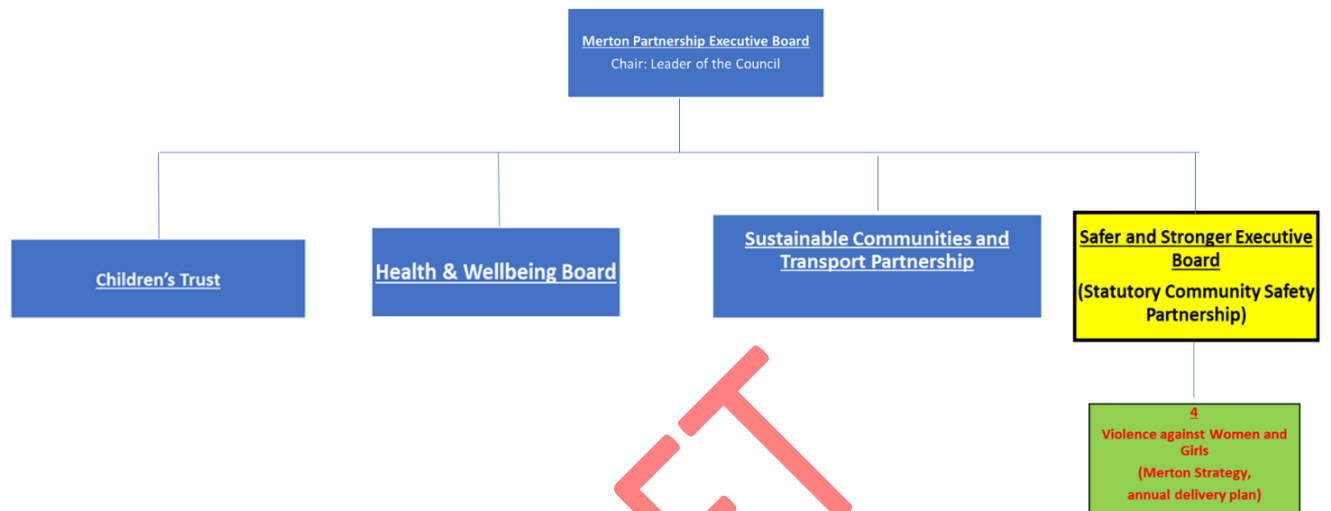 Merton Partnership Executive Board
Chair: Leader of the Council
Children's Trust
Health & Wellbeing Board
Sustainable Communities and
Transport Partnership
Safer and Stronger Executive
Board
(Statutory Community Safety
Partnership)
4
Violence against Women and
Girls
(Merton Strategy,
annual delivery plan)